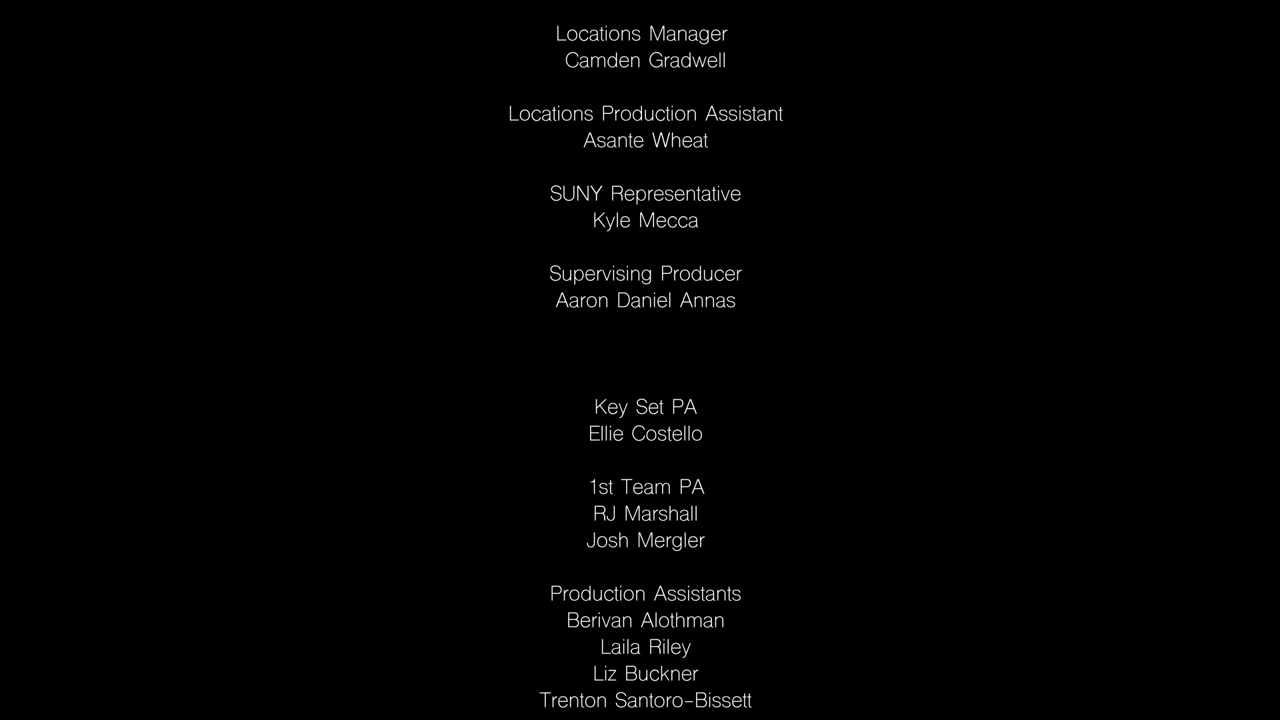 Locations Manager
Camden Gradwell
Locations Production Assistant
Asante Wheat
SUNY Representative
Kyle Mecca
Supervising Producer
Aaron Daniel Annas
Key Set PA
Ellie Costello
1st Team PA
RJ Marshall
Josh Mergler
Production Assistants
Berivan Alothman
Laila Riley
Liz Buckner
Trenton Santoro-Bissett